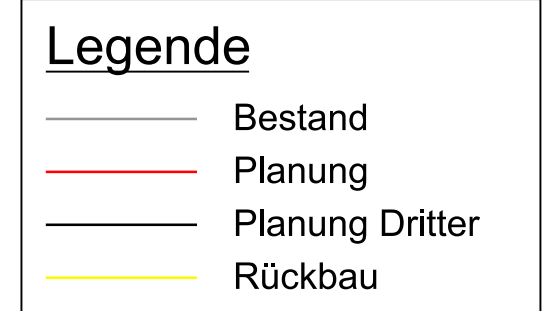 Legende
Bestand
Planung
Planung Dritter
Rückbau